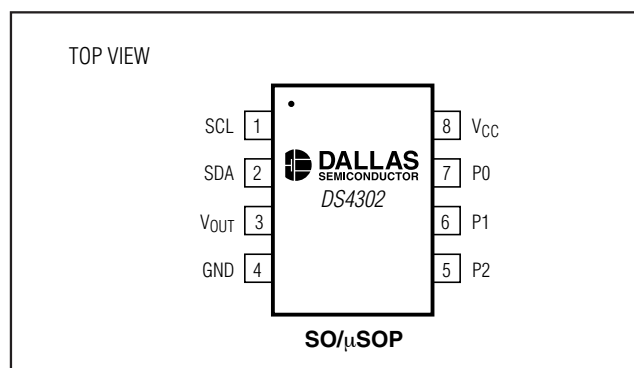 TOP VIEW
SCL 1
8 VCC
SDA 2
DALLAS
SEMICONDUCTOR
7 P0
DS4302
VOUT 3
6 P1
GND 4
5 P2
SO/µSOP